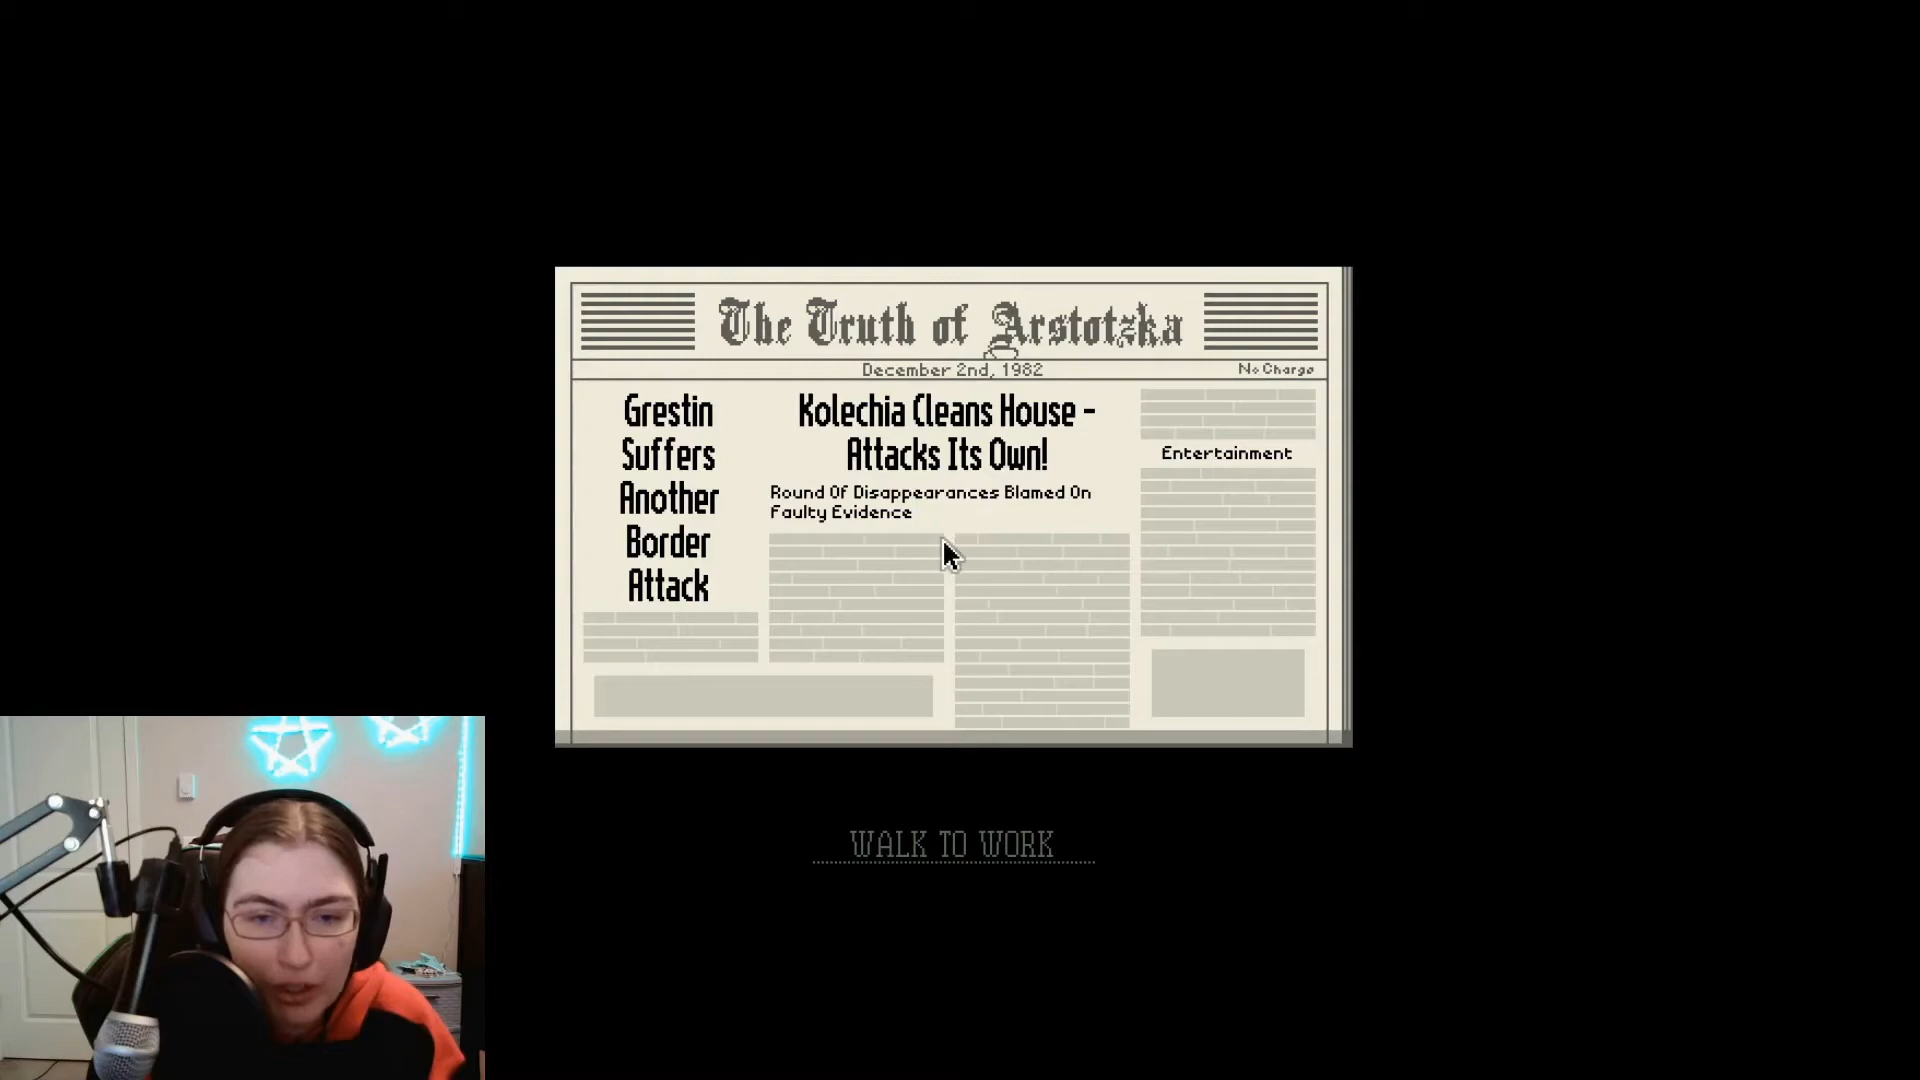 The Truth of Arstotzka
December 2nd, 1982
No Charge
Grestin
Suffers
Another
Border
Attack
Kolechia Cleans House -
Attacks Its Own!
Round Of Disappearances Blamed On
Faulty Evidence
Entertainment
WALK TO WORK